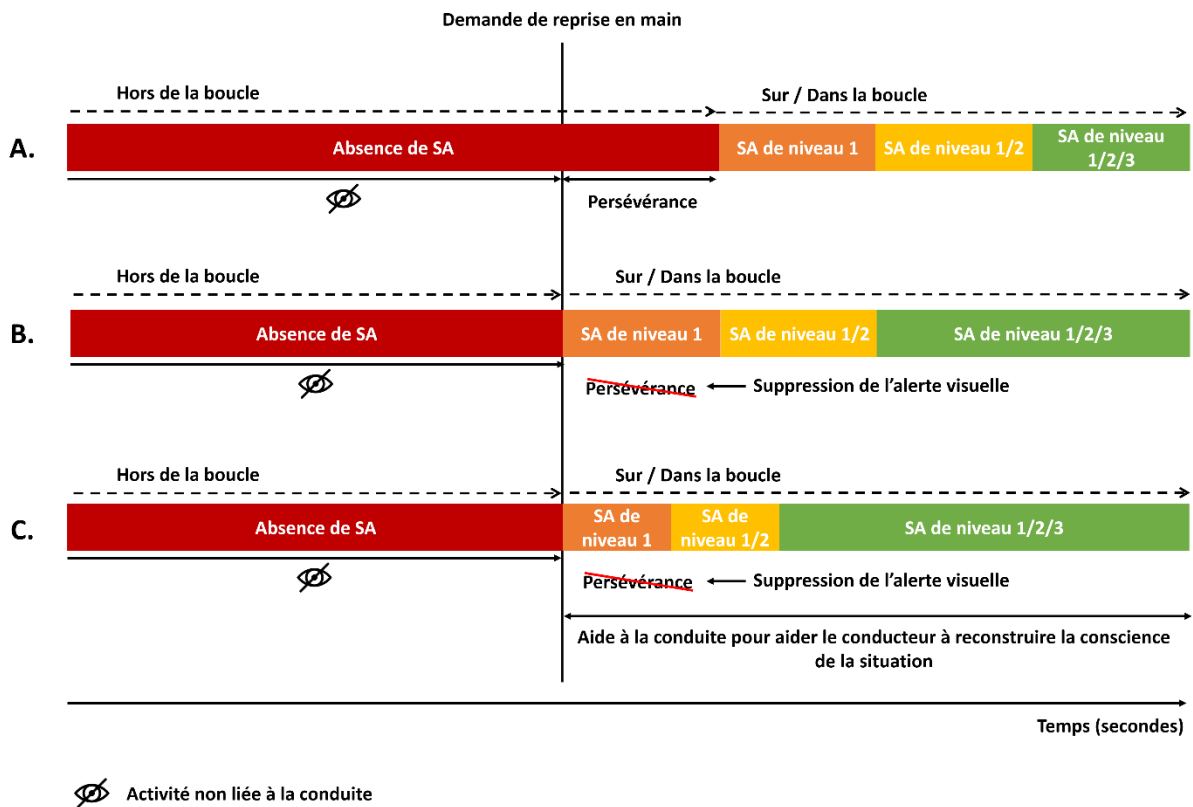 Demande de reprise en main
Hors de la boucle
Sur / Dans la boucle
A.
Absence de SA
SA de niveau 1
SA de niveau 1/2
SA de niveau
1/2/3
Persévérance
Hors de la boucle
Sur / Dans la boucle
B.
Absence de SA
SA de niveau 1
SA de niveau 1/2
SA de niveau 1/2/3
Persévérance
Suppression de l’alerte visuelle
Hors de la boucle
Sur / Dans la boucle
C.
Absence de SA
SA de
niveau 1
SA de
niveau 1/2
SA de niveau 1/2/3
Persévérance
Suppression de l’alerte visuelle
Aide à la conduite pour aider le conducteur à reconstruire la conscience
de la situation
Temps (secondes)
Activité non liée à la conduite